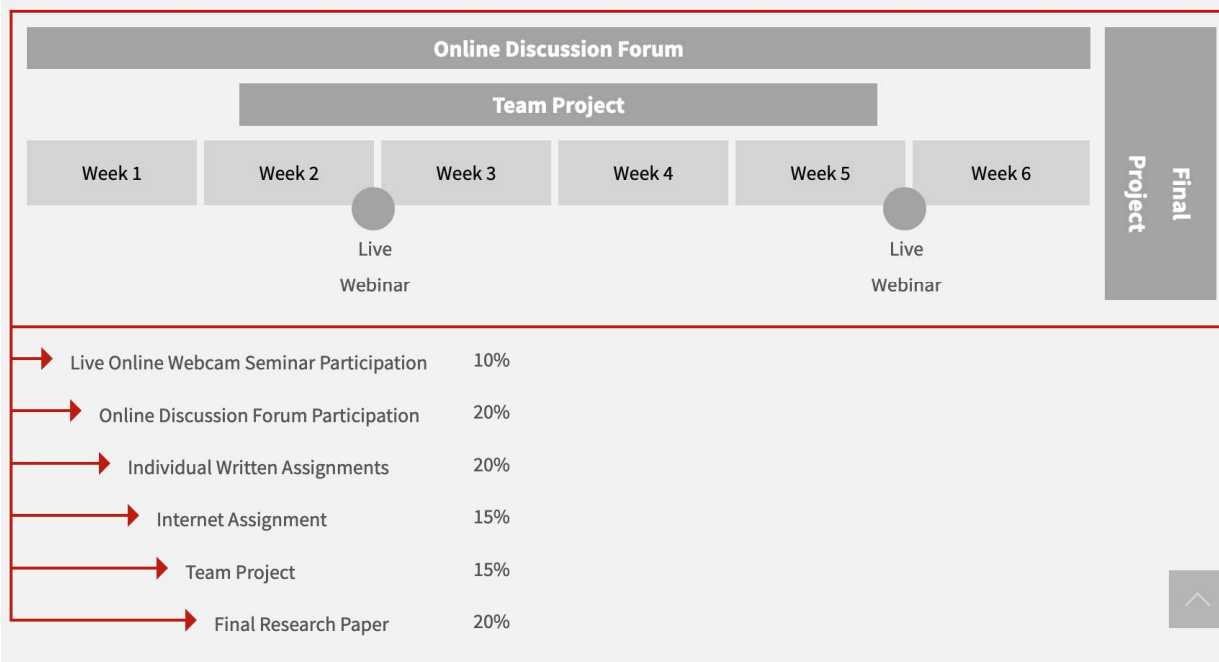 Online Discussion Forum
Team Project
Week 1
Week 2
Week 3
Week 4
Week 5
Week 6
Live
Webinar
Live
Webinar
Final
Project
Live Online Webcam Seminar Participation 10%
Online Discussion Forum Participation 20%
Individual Written Assignments 20%
Internet Assignment 15%
Team Project 15%
Final Research Paper 20%